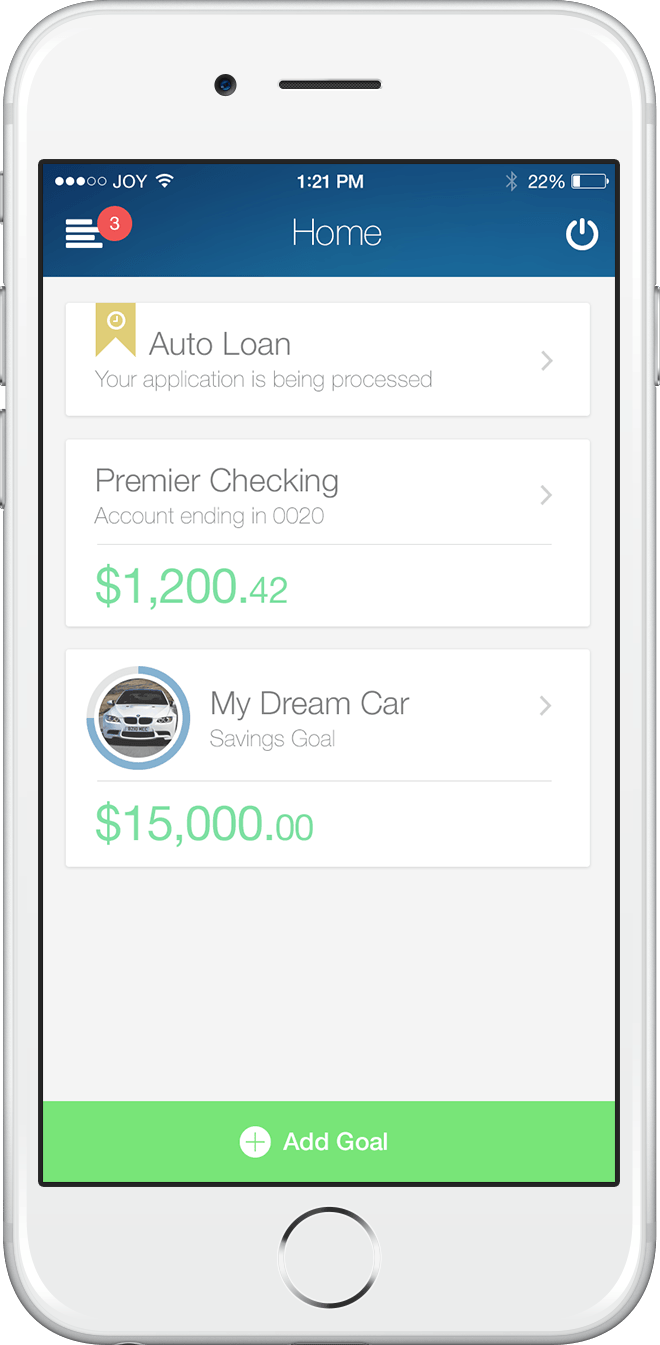 JOY 1:21 PM 22%
3 Home
Auto Loan
Your application is being processed
Premier Checking
Account ending in 0020
$1,200.42
My Dream Car
Savings Goal
$15,000.00
Add Goal